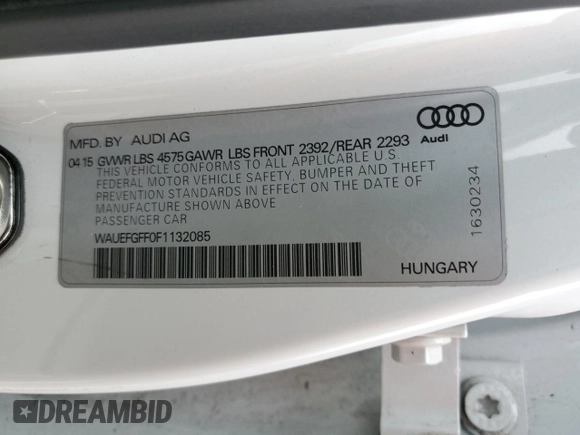 MFD. BY AUDI AG
Audi
04 15 GVWR LBS 4575 GAWR LBS FRONT 2392/REAR 2293
THIS VEHICLE CONFORMS TO ALL APPLICABLE U S
FEDERAL MOTOR VEHICLE SAFETY, BUMPER AND THEFT
PREVENTION STANDARDS IN EFFECT ON THE DATE OF
MANUFACTURE SHOWN ABOVE
PASSENGER CAR
WAUEFGFF0F1132085
HUNGARY
1630234
DREAMBID